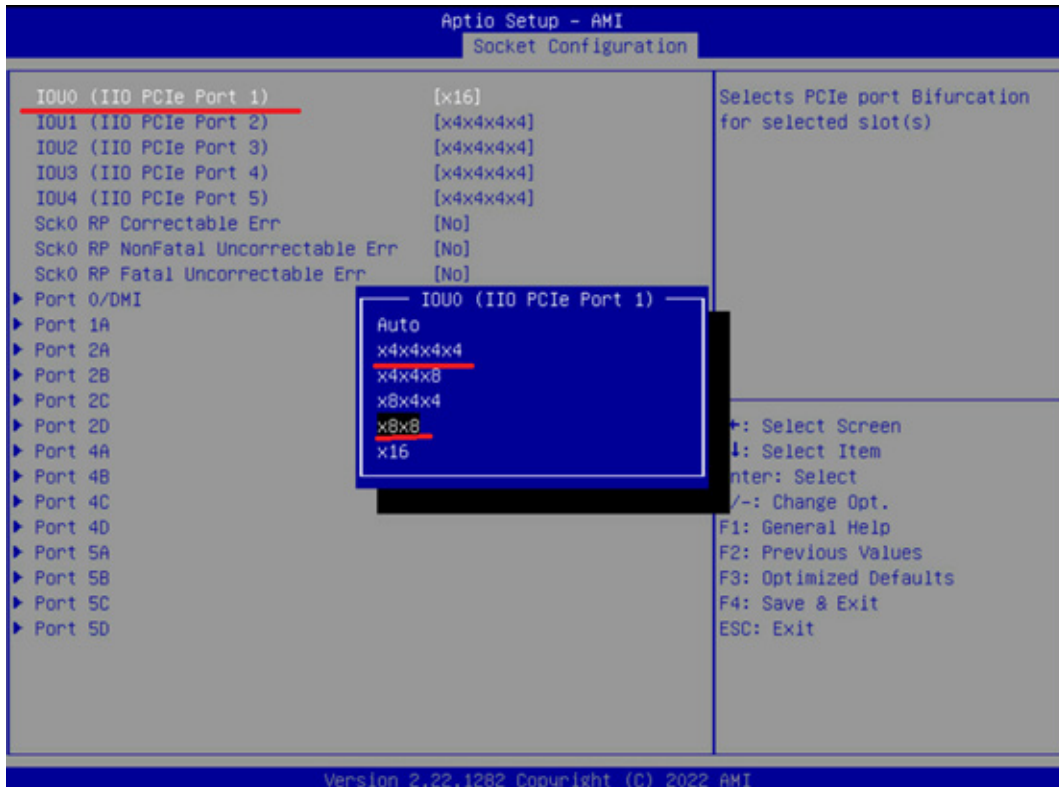 Aptio Setup – AMI
Socket Configuration
IOU0 (IIO PCIe Port 1) [x16]
IOU1 (IIO PCIe Port 2) [x4x4x4x4]
IOU2 (IIO PCIe Port 3) [x4x4x4x4]
IOU3 (IIO PCIe Port 4) [x4x4x4x4]
IOU4 (IIO PCIe Port 5) [x4x4x4x4]
Sck0 RP Correctable Err [No]
Sck0 RP NonFatal Uncorrectable Err [No]
Sck0 RP Fatal Uncorrectable Err [No]
Port 0/DMI
Port 1A
Port 2A
Port 2B
Port 2C
Port 2D
Port 4A
Port 4B
Port 4C
Port 4D
Port 5A
Port 5B
Port 5C
Port 5D
IOU0 (IIO PCIe Port 1)
Auto
x4x4x4x4
x4x4x8
x8x4x4
x8x8
x16
Selects PCIe port Bifurcation
for selected slot(s)
: Select Screen
: Select Item
nter: Select
/-: Change Opt.
F1: General Help
F2: Previous Values
F3: Optimized Defaults
F4: Save & Exit
ESC: Exit
Version 2.22.1282 Copyright (C) 2022 AMI